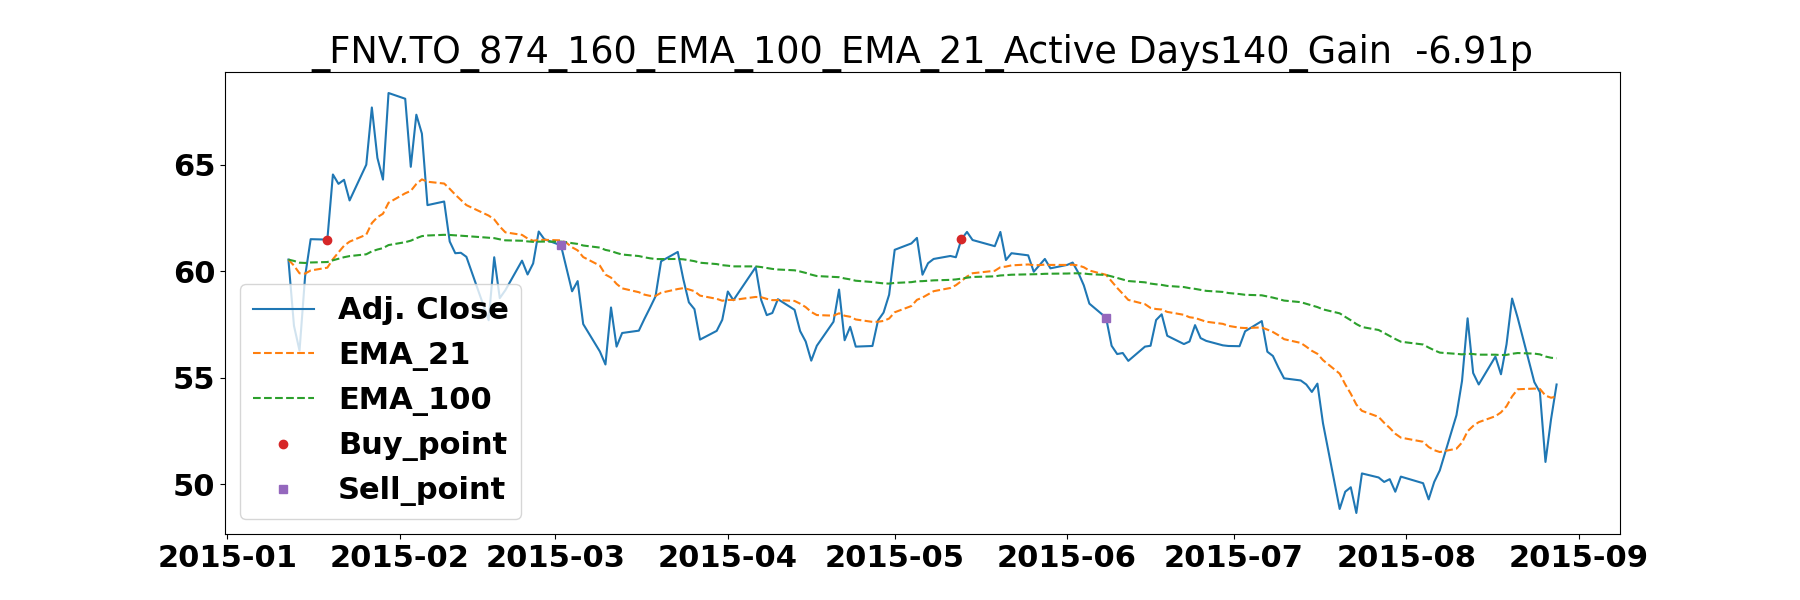 _FNV.TO_874_160_EMA_100_EMA_21_Active Days140_Gain  -6.91p
65
60
55
50
Adj. Close
EMA_21
EMA_100
Buy_point
Sell_point
2015-01 2015-02 2015-03 2015-04 2015-05 2015-06 2015-07 2015-08 2015-09